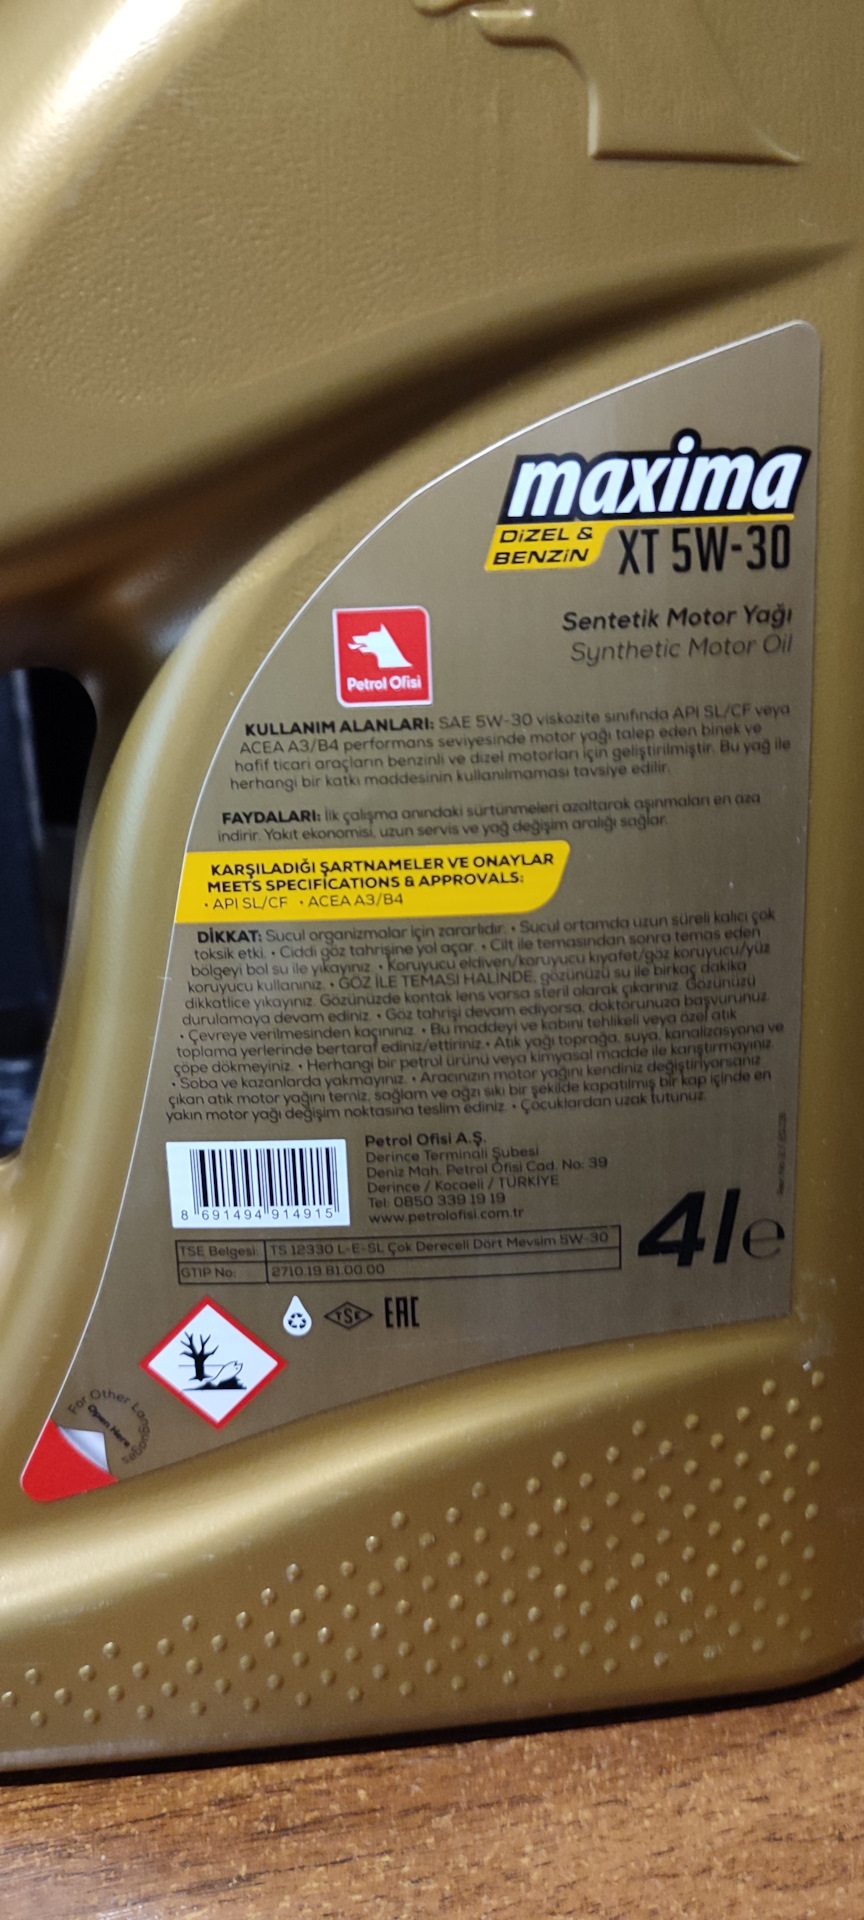 maxima
DİZEL &
BENZİN
XT 5W-30
Sentetik Motor Yağı
Synthetic Motor Oil
Petrol Ofisi
KULLANIM ALANLARI: SAE 5W-30 viskozite sınıfında API SL/CF veya
ACEA A3/B4 performans seviyesinde motor yağı talep eden binek ve
hafif ticari araçların benzinli ve dizel motorları için geliştirilmiştir. Bu yağ ile
herhangi bir katkı maddesinin kullanılmaması tavsiye edilir.
FAYDALARI: İlk çalışma anındaki sürtünmeleri azaltarak aşınmaları en aza
indirir. Yakıt ekonomisi, uzun servis ve yağ değişim aralığı sağlar.
KARŞILADIĞI ŞARTNAMELER VE ONAYLAR
MEETS SPECIFICATIONS & APPROVALS:
• API SL/CF • ACEA A3/B4
DİKKAT: Sucul organizmalar için zararlıdır. • Sucul ortamda uzun süreli kalıcı çok
toksik etki. • Ciddi göz tahrişine yol açar. • Cilt ile temasından sonra temas eden
bölgeyi bol su ile yıkayınız. • Koruyucu eldiven/koruyucu kıyafet/göz koruyucu/yüz
koruyucu kullanınız. • GÖZ İLE TEMASI HALİNDE, gözünüzü su ile birkaç dakika
dikkatlice yıkayınız. Gözünüzde kontak lens varsa steril olarak çıkarınız. Gözünüzü
durulamaya devam ediniz. • Göz tahrişi devam ediyorsa, doktorunuza başvurunuz.
• Çevreye verilmesinden kaçınınız. • Bu maddeyi ve kabını tehlikeli veya özel atık
toplama yerlerinde bertaraf ediniz/ettiriniz. • Atık yağı toprağa, suya, kanalizasyona ve
çöpe dökmeyiniz. • Herhangi bir petrol ürünü veya kimyasal madde ile karıştırmayınız.
• Soba ve kazanlarda yakmayınız. • Aracınızın motor yağını kendiniz değiştiriyorsanız
çıkan atık motor yağını temiz, sağlam ve ağzı sıkı bir şekilde kapatılmış bir kap içinde en
yakın motor yağı değişim noktasına teslim ediniz. • Çocuklardan uzak tutunuz.
8 691494 914915
Petrol Ofisi A.Ş.
Derince Terminali Şubesi
Deniz Mah. Petrol Ofisi Cad. No: 39
Derince / Kocaeli / TÜRKİYE
Tel: 0850 339 19 19
www.petrolofisi.com.tr
4l e
TSE Belgesi: TS 12330 L-E-SL Çok Dereceli Dört Mevsim 5W-30
GTİP No: 2710.19.81.00.00
TSE
EAC
For Other Languages
Open Here